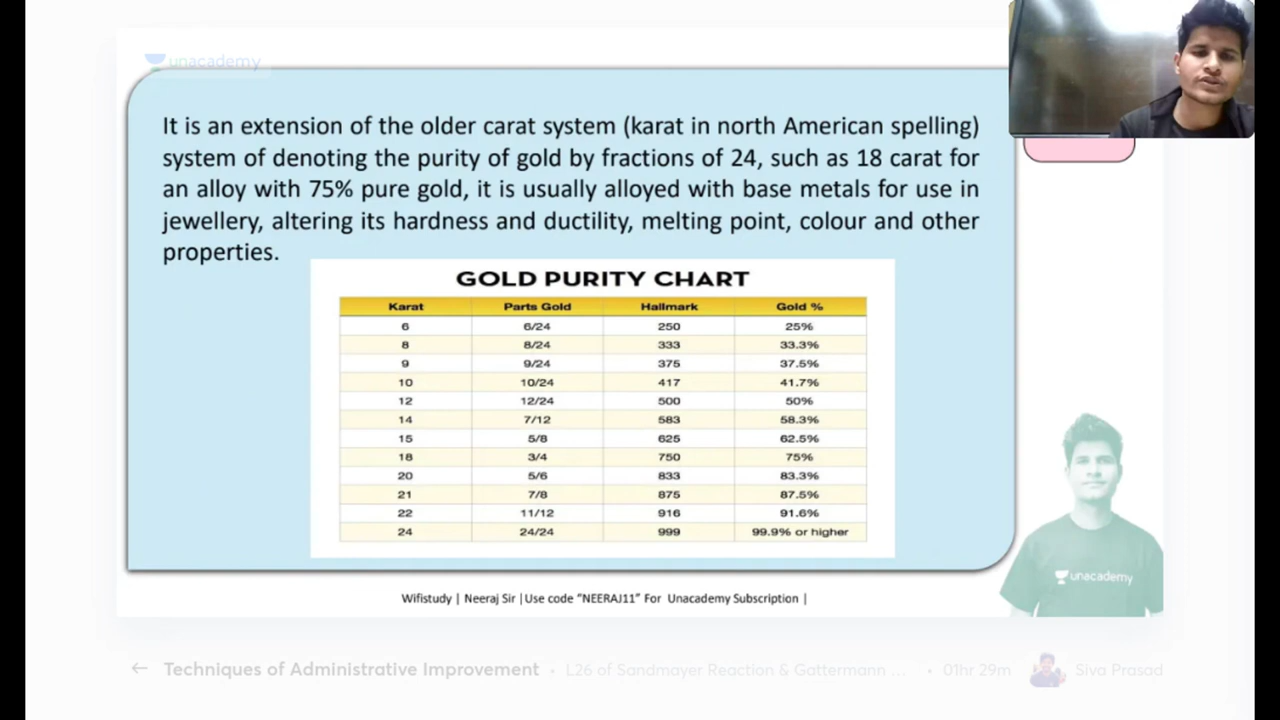 unacademy
It is an extension of the older carat system (karat in north American spelling)
system of denoting the purity of gold by fractions of 24, such as 18 carat for
an alloy with 75% pure gold, it is usually alloyed with base metals for use in
jewellery, altering its hardness and ductility, melting point, colour and other
properties.
GOLD PURITY CHART
Karat Parts Gold Hallmark Gold %
6 6/24 250 25%
8 8/24 333 33.3%
9 9/24 375 37.5%
10 10/24 417 41.7%
12 12/24 500 50%
14 7/12 583 58.3%
15 5/8 625 62.5%
18 3/4 750 75%
20 5/6 833 83.3%
21 7/8 875 87.5%
22 11/12 916 91.6%
24 24/24 999 99.9% or higher
unacademy
Wifistudy | Neeraj Sir |Use code “NEERAJ11” For Unacademy Subscription |
Techniques of Administrative Improvement • L26 of Sandmayer Reaction & Gattermann ... • 01hr 29m Siva Prasad